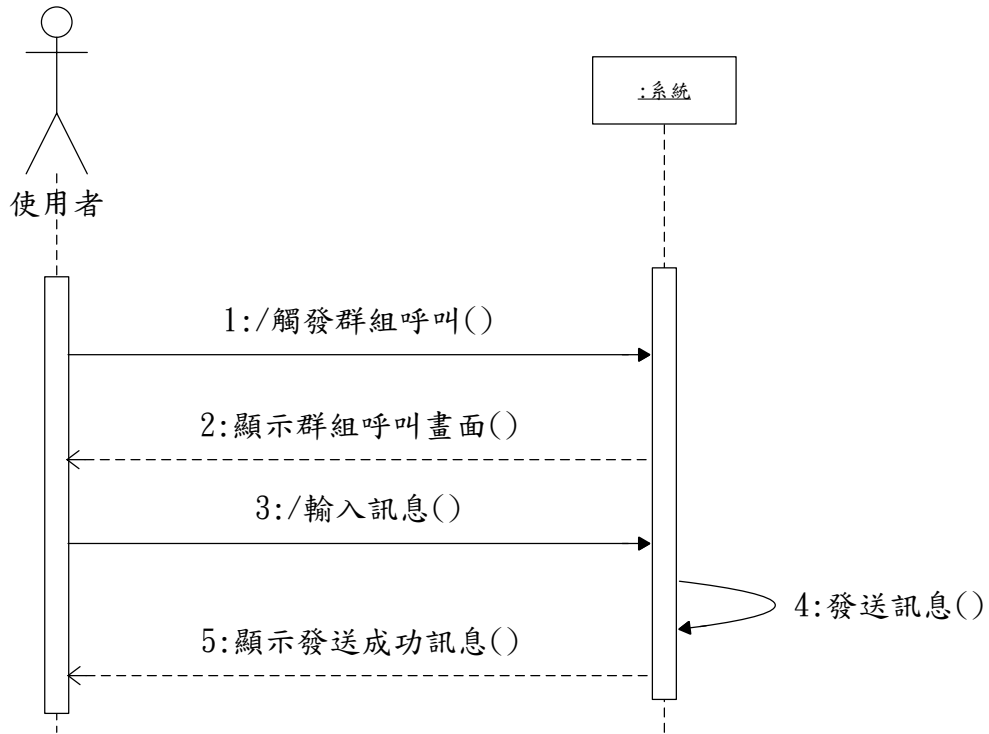 :系統
使用者
1:/觸發群組呼叫()
2:顯示群組呼叫畫面()
3:/輸入訊息()
4:發送訊息()
5:顯示發送成功訊息()